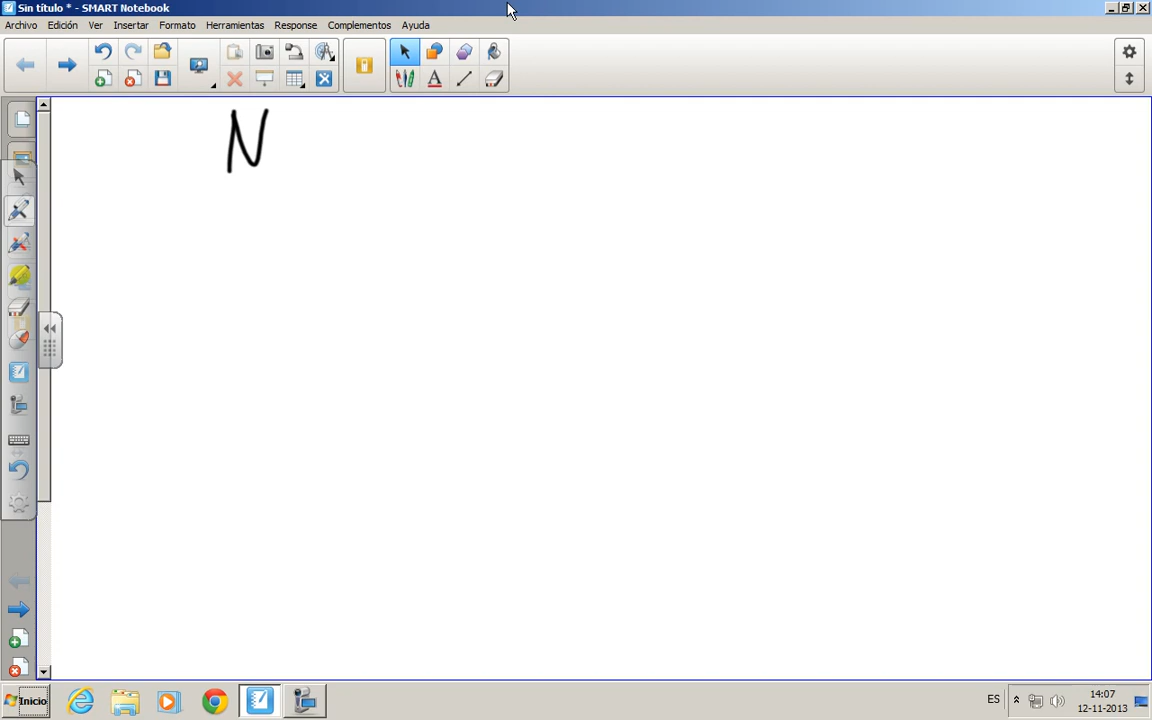 Sin título * - SMART Notebook
Archivo Edición Ver Insertar Formato Herramientas Response Complementos Ayuda
N
Inicio
ES
14:07
12-11-2013